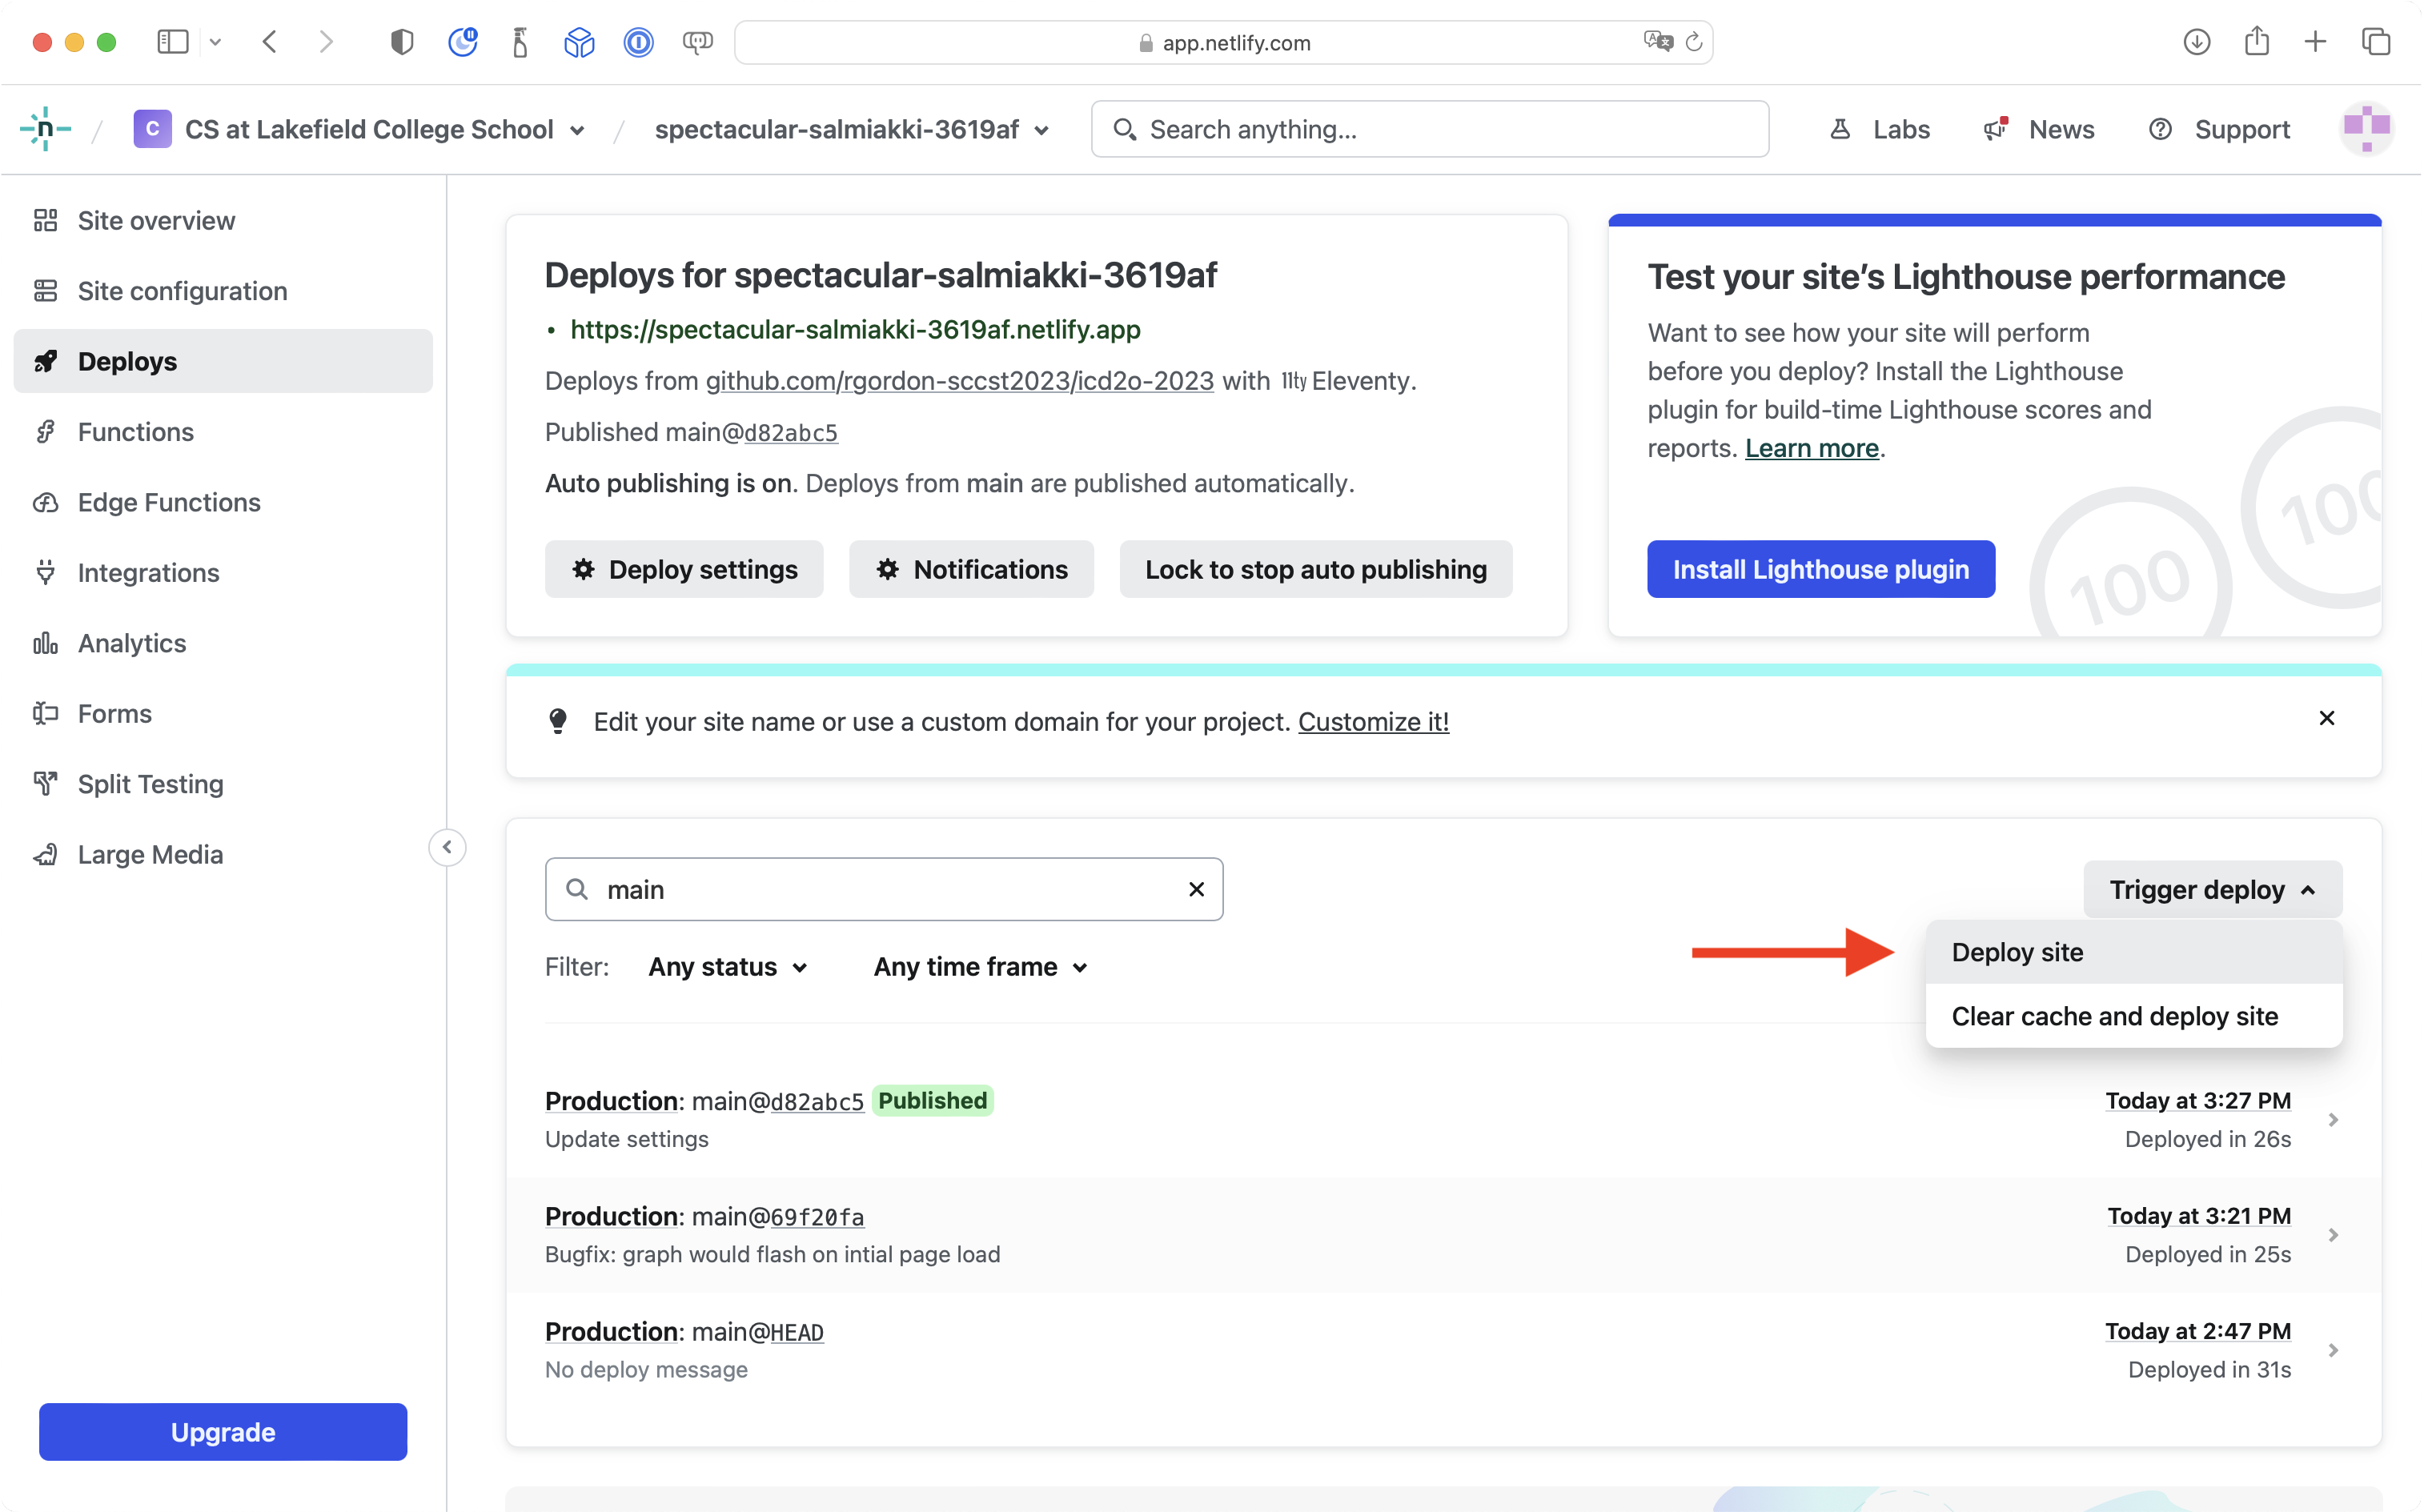 app.netlify.com
n
C
CS at Lakefield College School
spectacular-salmiakki-3619af
Search anything...
Labs
News
Support
Site overview
Site configuration
Deploys
Functions
Edge Functions
Integrations
Analytics
Forms
Split Testing
Large Media
Upgrade
Deploys for spectacular-salmiakki-3619af
• https://spectacular-salmiakki-3619af.netlify.app
Deploys from github.com/rgordon-sccst2023/icd2o-2023 with 11ty Eleventy.
Published main@d82abc5
Auto publishing is on. Deploys from main are published automatically.
Deploy settings
Notifications
Lock to stop auto publishing
Test your site’s Lighthouse performance
Want to see how your site will perform
before you deploy? Install the Lighthouse
plugin for build-time Lighthouse scores and
reports. Learn more.
Install Lighthouse plugin
100
100
Edit your site name or use a custom domain for your project. Customize it!
main
Trigger deploy
Filter: Any status Any time frame
Deploy site
Clear cache and deploy site
Production: main@d82abc5 Published
Today at 3:27 PM
Update settings
Deployed in 26s
Production: main@69f20fa
Today at 3:21 PM
Bugfix: graph would flash on intial page load
Deployed in 25s
Production: main@HEAD
Today at 2:47 PM
No deploy message
Deployed in 31s